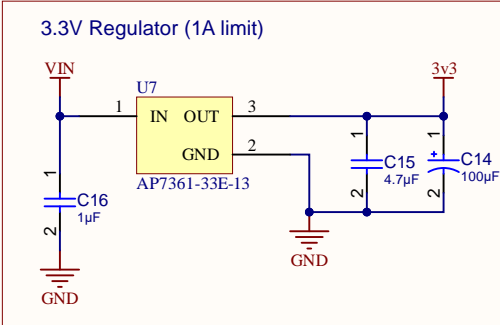 3.3V Regulator (1A limit)
VIN
3v3
U7
1
IN
OUT
3
GND
2
AP7361-33E-13
1
C16
1µF
2
1
C15
4.7µF
2
1
+
C14
100µF
2
GND
GND